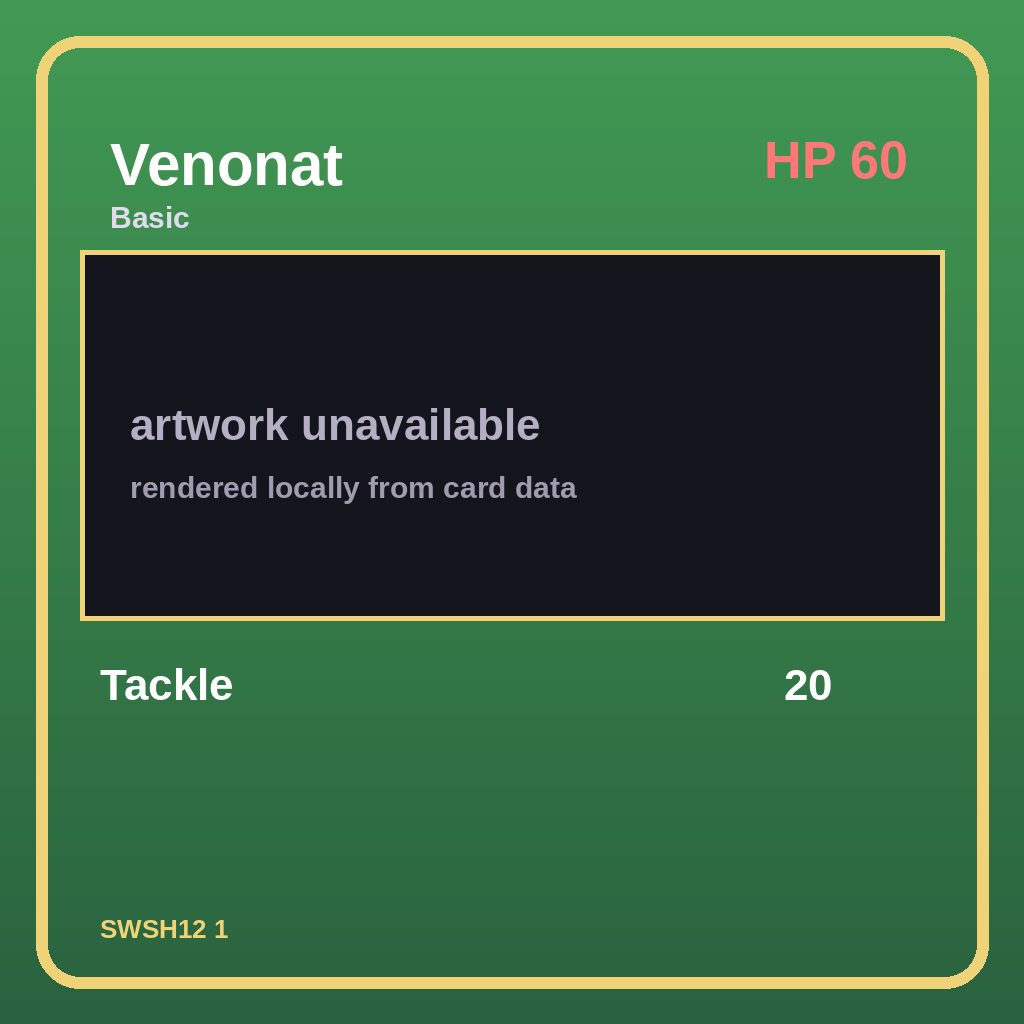 Venonat
HP 60
Basic
artwork unavailable
rendered locally from card data
Tackle
20
SWSH12 1